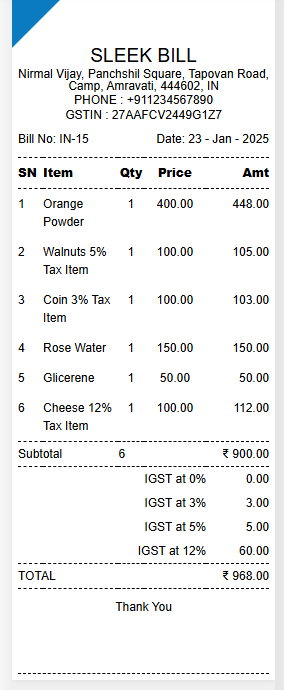 SLEEK BILL
Nirmal Vijay, Panchshil Square, Tapovan Road,
Camp, Amravati, 444602, IN
PHONE : +911234567890
GSTIN : 27AAFCV2449G1Z7
Bill No: IN-15 Date: 23 - Jan - 2025
SN Item Qty Price Amt
1 Orange 1 400.00 448.00
Powder
2 Walnuts 5% 1 100.00 105.00
Tax Item
3 Coin 3% Tax 1 100.00 103.00
Item
4 Rose Water 1 150.00 150.00
5 Glicerene 1 50.00 50.00
6 Cheese 12% 1 100.00 112.00
Tax Item
Subtotal 6 ₹ 900.00
IGST at 0% 0.00
IGST at 3% 3.00
IGST at 5% 5.00
IGST at 12% 60.00
TOTAL ₹ 968.00
Thank You